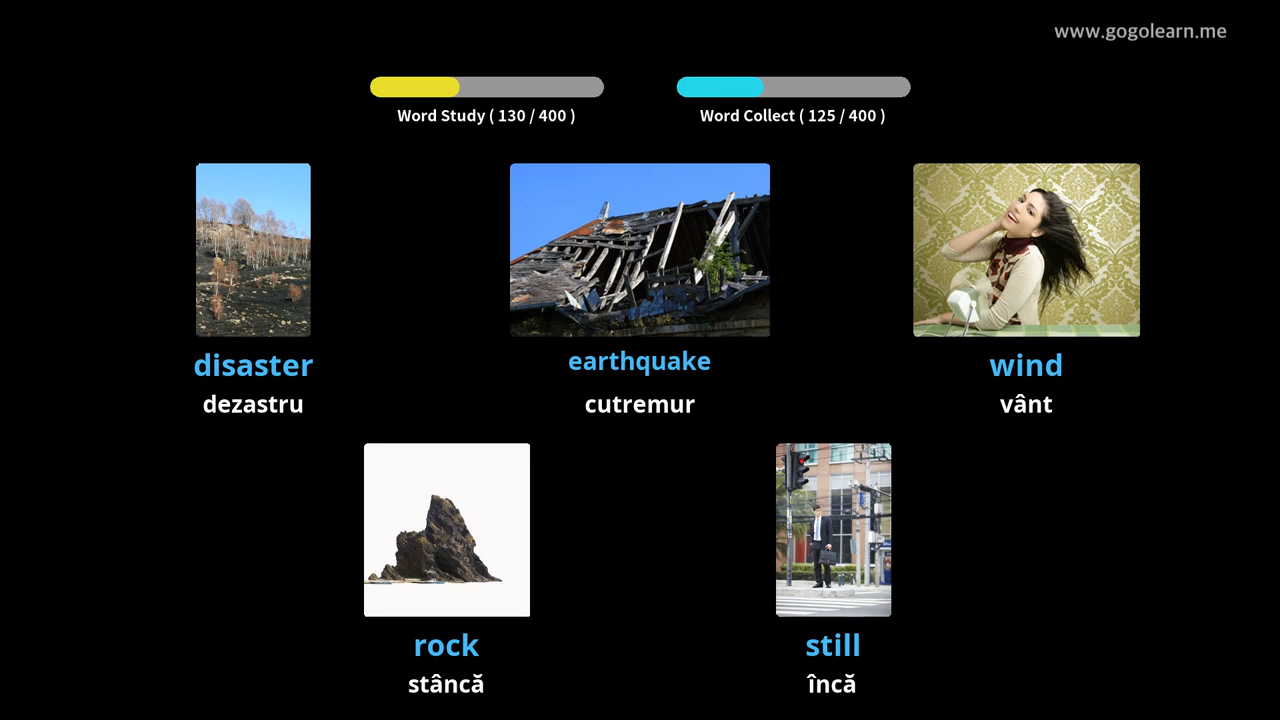 www.gogolearn.me
Word Study ( 130 / 400 )
Word Collect ( 125 / 400 )
disaster
dezastru
earthquake
cutremur
wind
vânt
rock
stâncă
still
încă